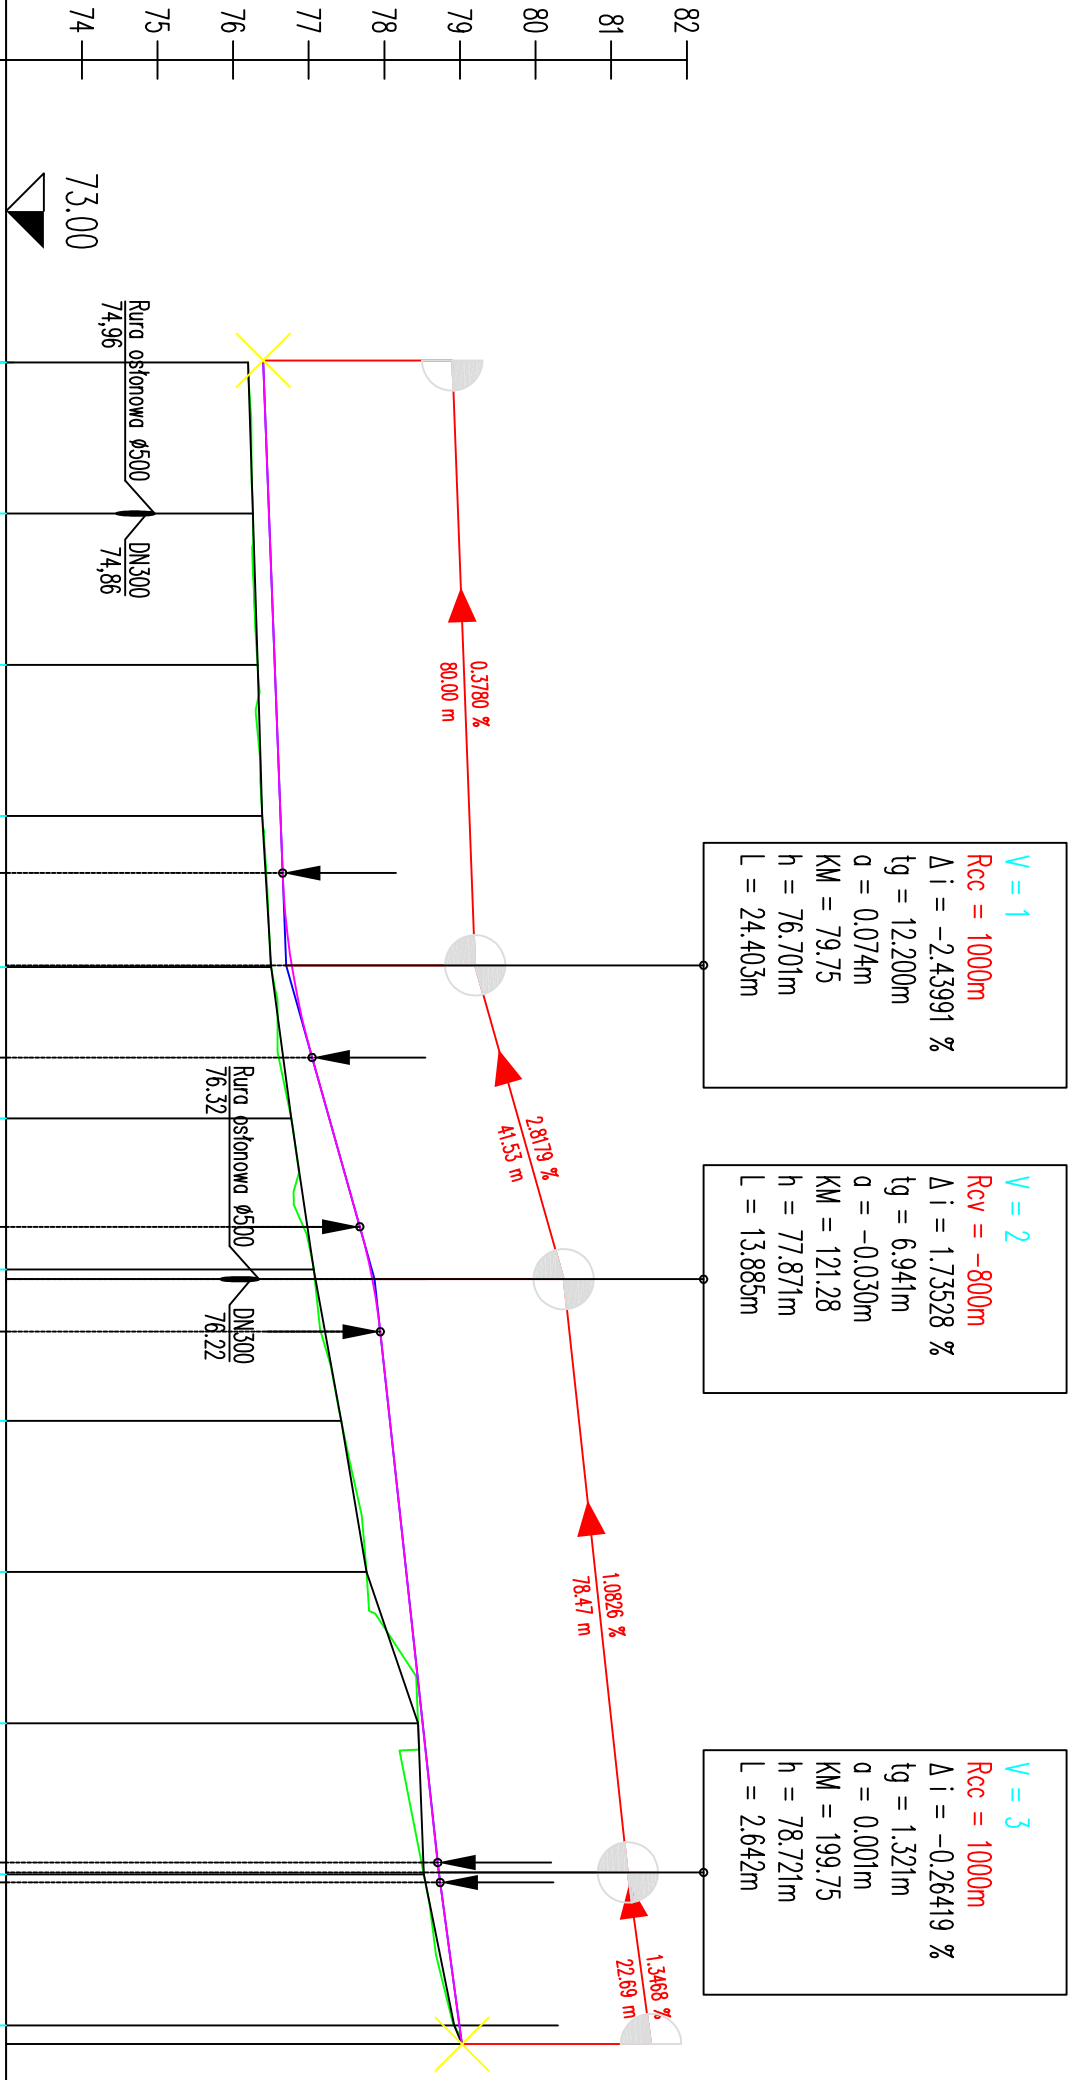 82
81
80
79
78
77
76
75
74
73.00
V = 1
Rcc = 1000m
Δ i = -2.43991 %
tg = 12.200m
a = 0.074m
KM = 79.75
h = 76.701m
L = 24.403m
V = 2
Rcv = -800m
Δ i = 1.73528 %
tg = 6.941m
a = -0.030m
KM = 121.28
h = 77.871m
L = 13.885m
V = 3
Rcc = 1000m
Δ i = -0.26419 %
tg = 1.321m
a = 0.001m
KM = 199.75
h = 78.721m
L = 2.642m
0.3780 %
80.00 m
2.8179 %
41.53 m
1.0826 %
78.47 m
1.3468 %
22.69 m
Rura osłonowa ø500
74,96
DN300
74,86
Rura osłonowa ø500
76.32
DN300
76.22